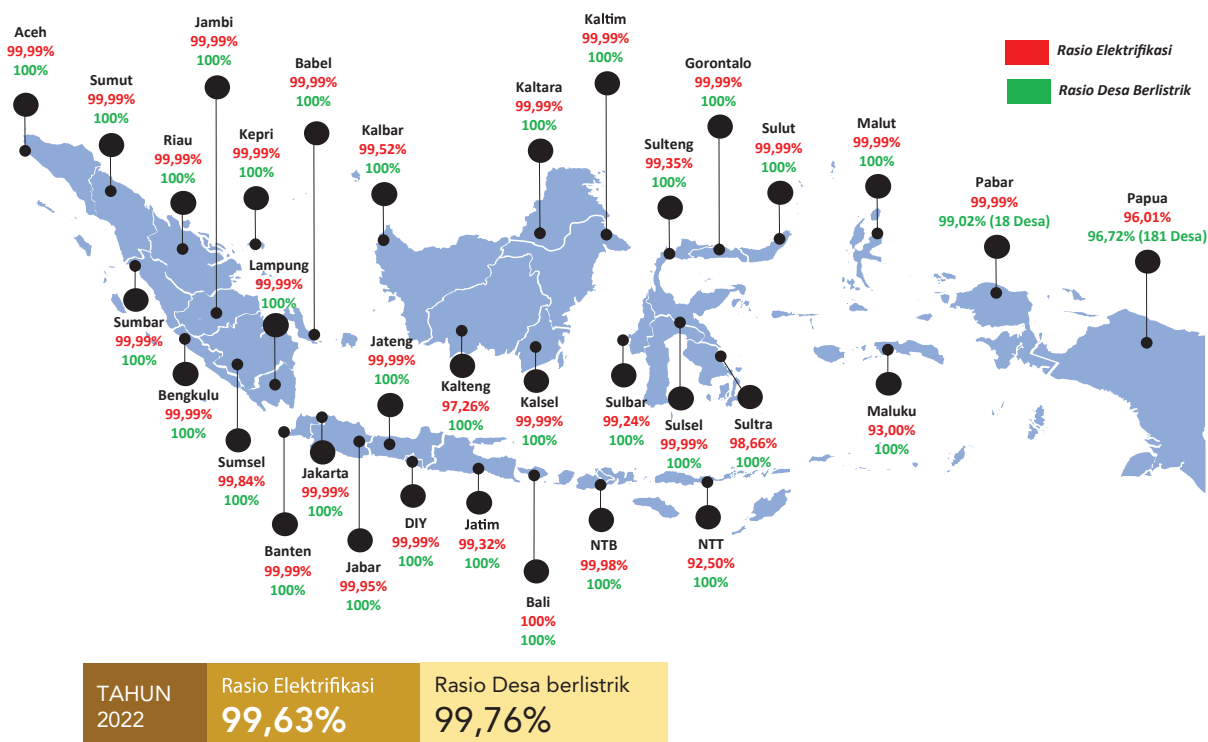 Aceh
99,99%
100%
Sumut
99,99%
100%
Jambi
99,99%
100%
Riau
99,99%
100%
Kepri
99,99%
100%
Babel
99,99%
100%
Kalbar
99,52%
100%
Kaltara
99,99%
100%
Kaltim
99,99%
100%
Gorontalo
99,99%
100%
Sulteng
99,35%
100%
Sulut
99,99%
100%
Malut
99,99%
100%
Pabar
99,99%
99,02% (18 Desa)
Papua
96,01%
96,72% (181 Desa)
Rasio Elektrifikasi
Rasio Desa Berlistrik
Lampung
99,99%
100%
Sumbar
99,99%
100%
Bengkulu
99,99%
100%
Sumsel
99,84%
100%
Jateng
99,99%
100%
Kalteng
97,26%
100%
Kalsel
99,99%
100%
Sulbar
99,24%
100%
Sulsel
99,99%
100%
Sultra
98,66%
100%
Maluku
93,00%
100%
Banten
99,99%
100%
Jakarta
99,99%
100%
Jabar
99,95%
100%
DIY
99,99%
100%
Jatim
99,32%
100%
Bali
100%
100%
NTB
99,98%
100%
NTT
92,50%
100%
TAHUN
2022
Rasio Elektrifikasi
99,63%
Rasio Desa berlistrik
99,76%